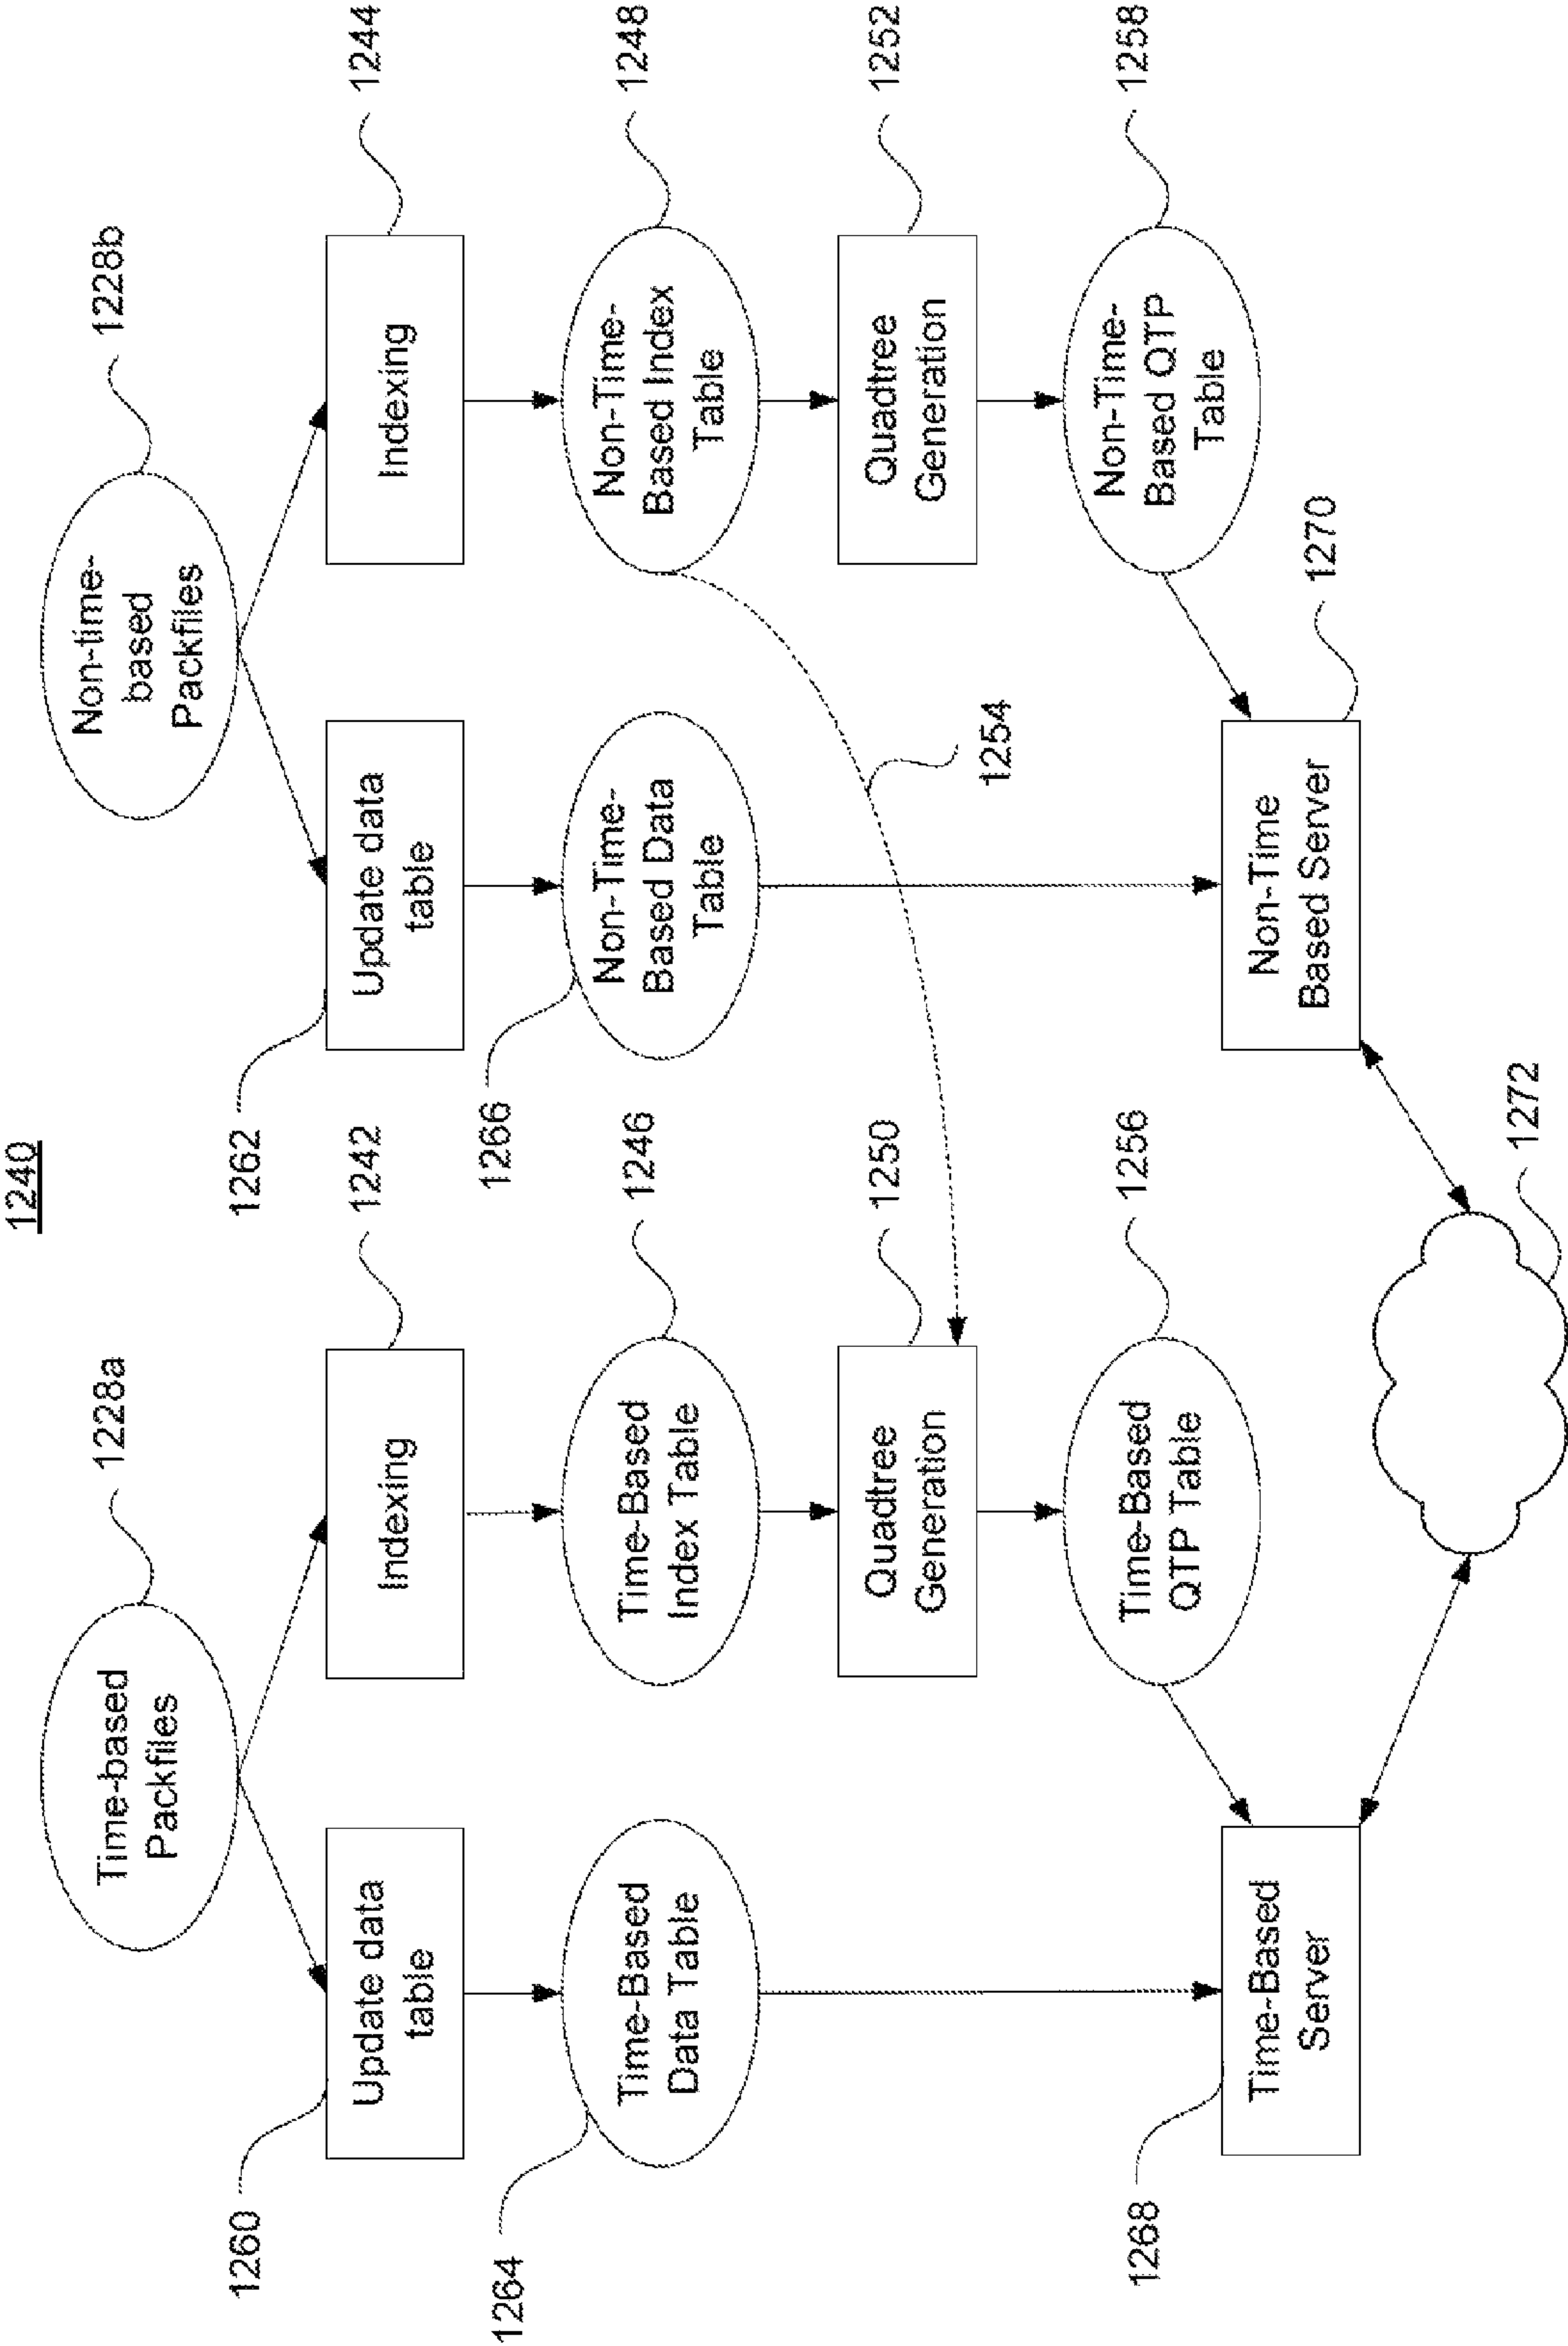 1240
Time-based
Packfiles
1228a
Non-time-
based
Packfiles
1228b
1260
Update data
table
Indexing
1242
1262
Update data
table
Indexing
1244
1264
Time-Based
Data Table
Time-Based
Index Table
1246
1266
Non-Time-
Based Data
Table
Non-Time-
Based Index
Table
1248
Quadtree
Generation
1250
1254
Quadtree
Generation
1252
Time-Based
QTP Table
1256
Non-Time-
Based QTP
Table
1258
1268
Time-Based
Server
Non-Time
Based Server
1270
1272